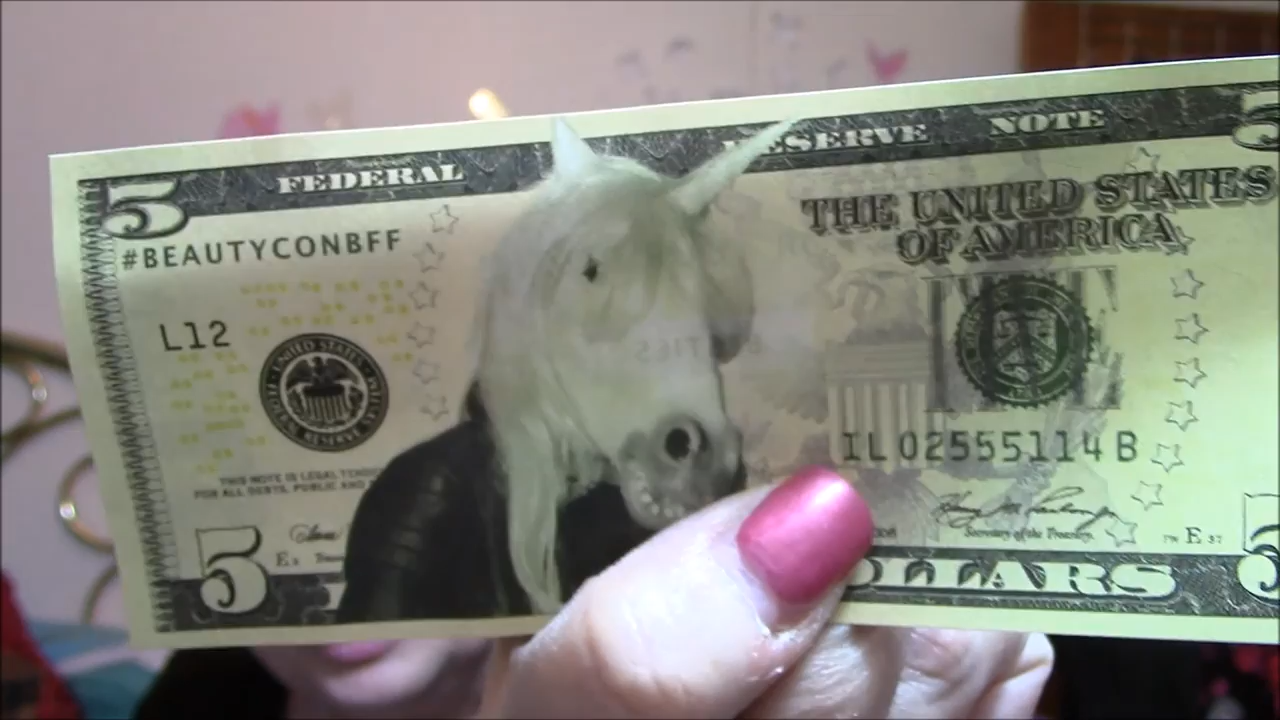 FEDERAL RESERVE NOTE
5 5
THE UNITED STATES
OF AMERICA
#BEAUTYCONBFF
L12
THIS NOTE IS LEGAL TENDER
FOR ALL DEBTS, PUBLIC AND
IL 02555114 B
Secretary of the Treasury.
5 5
DOLLARS